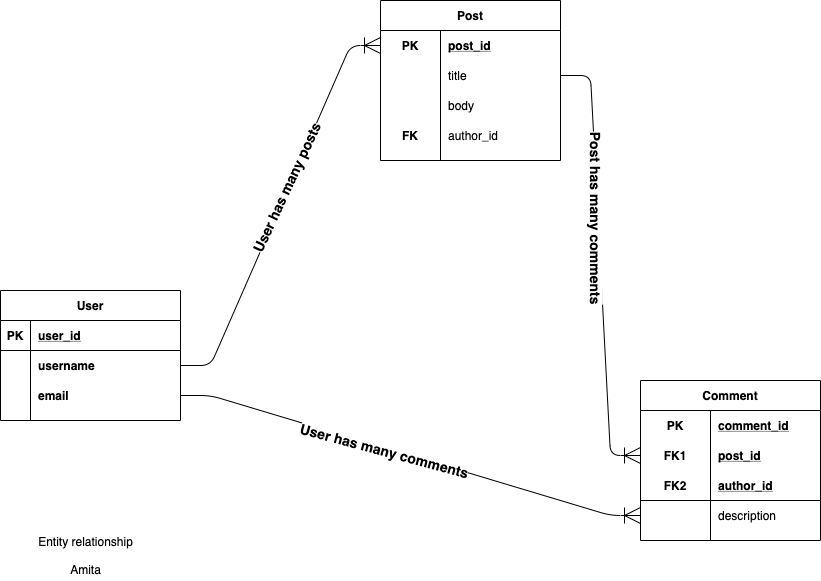 Post
PK post_id
title
body
FK author_id
User has many posts
Post has many comments
User
PK user_id
username
email
User has many comments
Comment
PK comment_id
FK1 post_id
FK2 author_id
description
Entity relationship
Amita